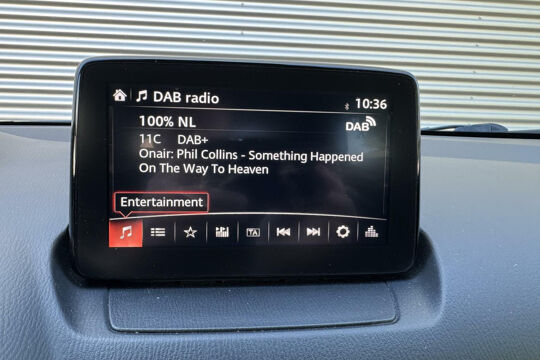 DAB radio
10:36
100% NL
DAB
11C DAB+
Onair: Phil Collins - Something Happened
On The Way To Heaven
Entertainment
TA